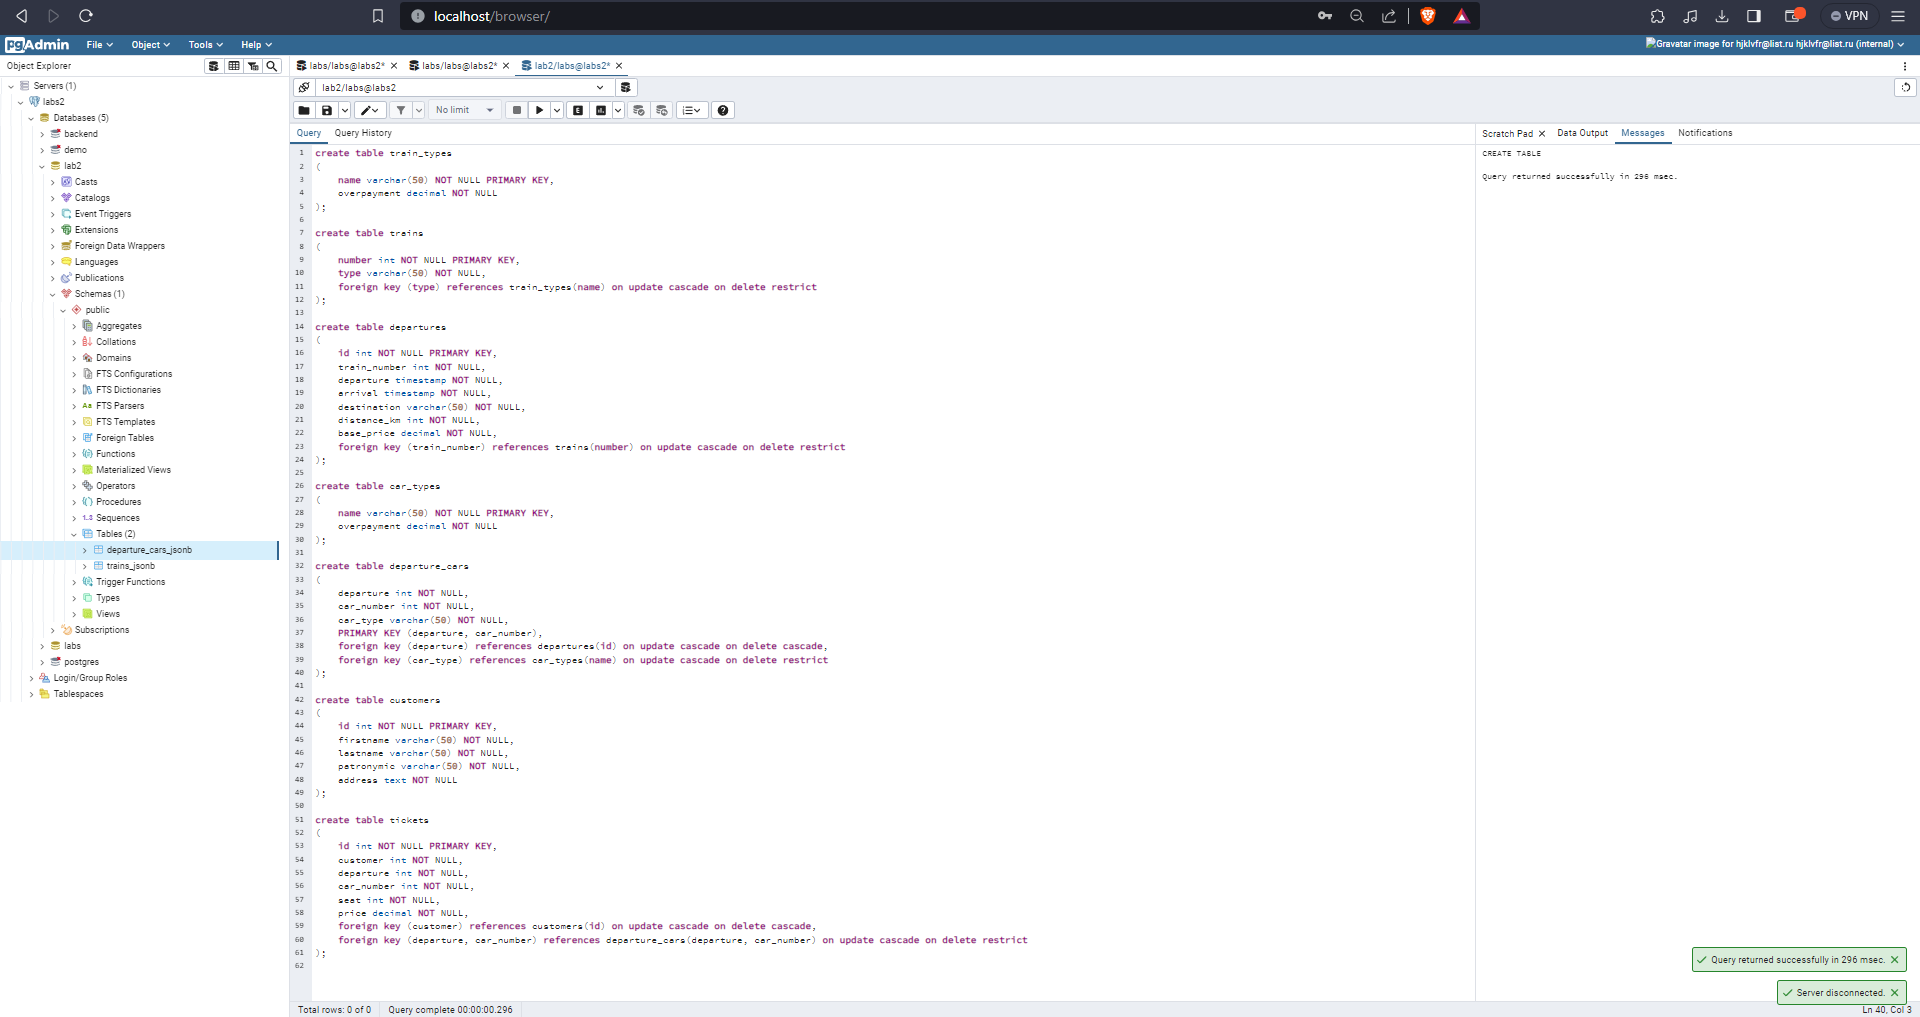 localhost/browser/
VPN
pgAdmin File Object Tools Help
Gravatar image for hjklvfr@list.ru hjklvfr@list.ru (internal)
Object Explorer
Servers (1)
labs2
Databases (5)
backend
demo
lab2
Casts
Catalogs
Event Triggers
Extensions
Foreign Data Wrappers
Languages
Publications
Schemas (1)
public
Aggregates
Collations
Domains
FTS Configurations
FTS Dictionaries
FTS Parsers
FTS Templates
Foreign Tables
Functions
Materialized Views
Operators
Procedures
Sequences
Tables (2)
departure_cars_jsonb
trains_jsonb
Trigger Functions
Types
Views
Subscriptions
labs
postgres
Login/Group Roles
Tablespaces
labs/labs@labs2* labs/labs@labs2* lab2/labs@labs2*
lab2/labs@labs2
No limit
Query Query History
1 create table train_types
2 (
3 name varchar(50) NOT NULL PRIMARY KEY,
4 overpayment decimal NOT NULL
5 );
6
7 create table trains
8 (
9 number int NOT NULL PRIMARY KEY,
10 type varchar(50) NOT NULL,
11 foreign key (type) references train_types(name) on update cascade on delete restrict
12 );
13
14 create table departures
15 (
16 id int NOT NULL PRIMARY KEY,
17 train_number int NOT NULL,
18 departure timestamp NOT NULL,
19 arrival timestamp NOT NULL,
20 destination varchar(50) NOT NULL,
21 distance_km int NOT NULL,
22 base_price decimal NOT NULL,
23 foreign key (train_number) references trains(number) on update cascade on delete restrict
24 );
25
26 create table car_types
27 (
28 name varchar(50) NOT NULL PRIMARY KEY,
29 overpayment decimal NOT NULL
30 );
31
32 create table departure_cars
33 (
34 departure int NOT NULL,
35 car_number int NOT NULL,
36 car_type varchar(50) NOT NULL,
37 PRIMARY KEY (departure, car_number),
38 foreign key (departure) references departures(id) on update cascade on delete cascade,
39 foreign key (car_type) references car_types(name) on update cascade on delete restrict
40 );
41
42 create table customers
43 (
44 id int NOT NULL PRIMARY KEY,
45 firstname varchar(50) NOT NULL,
46 lastname varchar(50) NOT NULL,
47 patronymic varchar(50) NOT NULL,
48 address text NOT NULL
49 );
50
51 create table tickets
52 (
53 id int NOT NULL PRIMARY KEY,
54 customer int NOT NULL,
55 departure int NOT NULL,
56 car_number int NOT NULL,
57 seat int NOT NULL,
58 price decimal NOT NULL,
59 foreign key (customer) references customers(id) on update cascade on delete cascade,
60 foreign key (departure, car_number) references departure_cars(departure, car_number) on update cascade on delete restrict
61 );
62
Scratch Pad Data Output Messages Notifications
CREATE TABLE
Query returned successfully in 296 msec.
Query returned successfully in 296 msec.
Server disconnected.
Total rows: 0 of 0 Query complete 00:00:00.296
Ln 40, Col 3